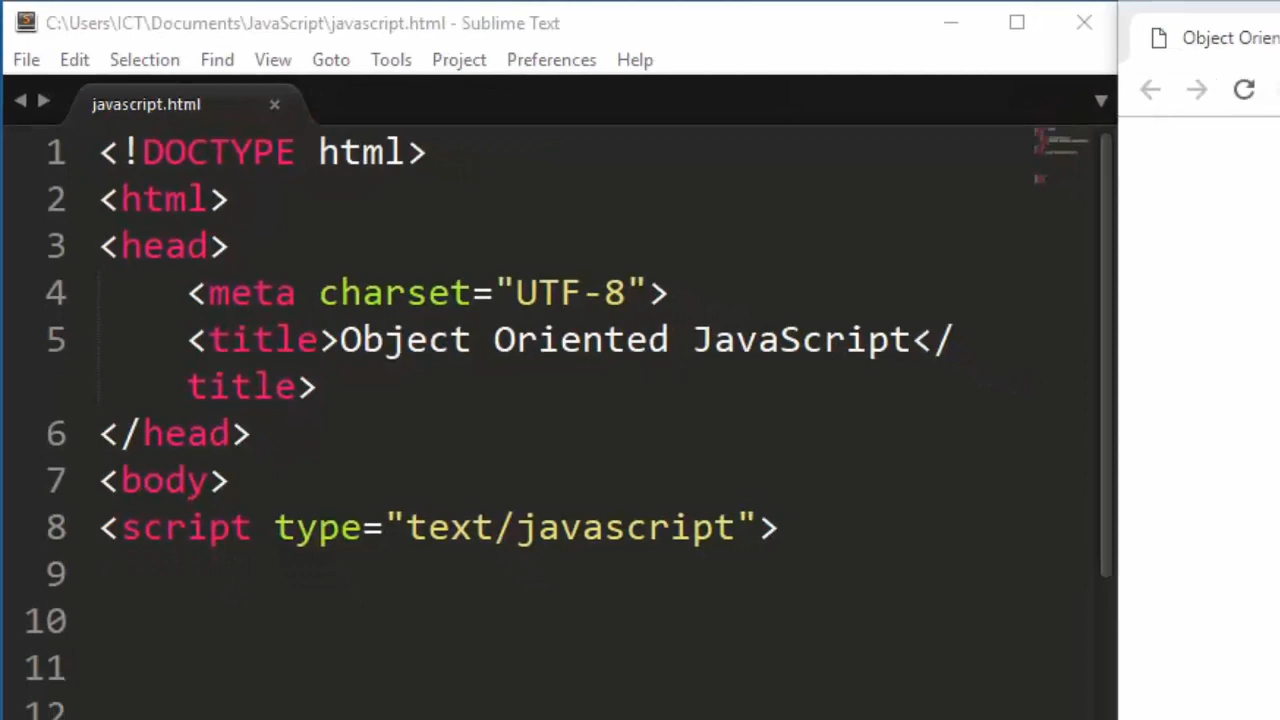 C:\Users\ICT\Documents\JavaScript\javascript.html - Sublime Text
File Edit Selection Find View Goto Tools Project Preferences Help
javascript.html
Object Orien
1 <!DOCTYPE html>
2 <html>
3 <head>
4 <meta charset="UTF-8">
5 <title>Object Oriented JavaScript</
title>
6 </head>
7 <body>
8 <script type="text/javascript">
9
10
11
12